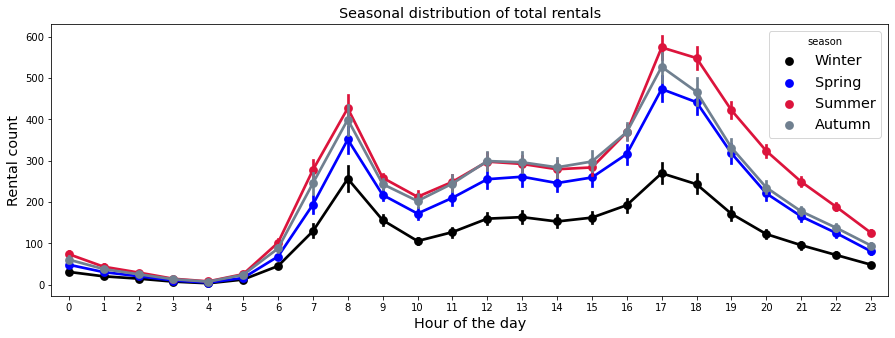 Seasonal distribution of total rentals
Rental count
600
500
400
300
200
100
0
season
Winter
Spring
Summer
Autumn
0 1 2 3 4 5 6 7 8 9 10 11 12 13 14 15 16 17 18 19 20 21 22 23
Hour of the day